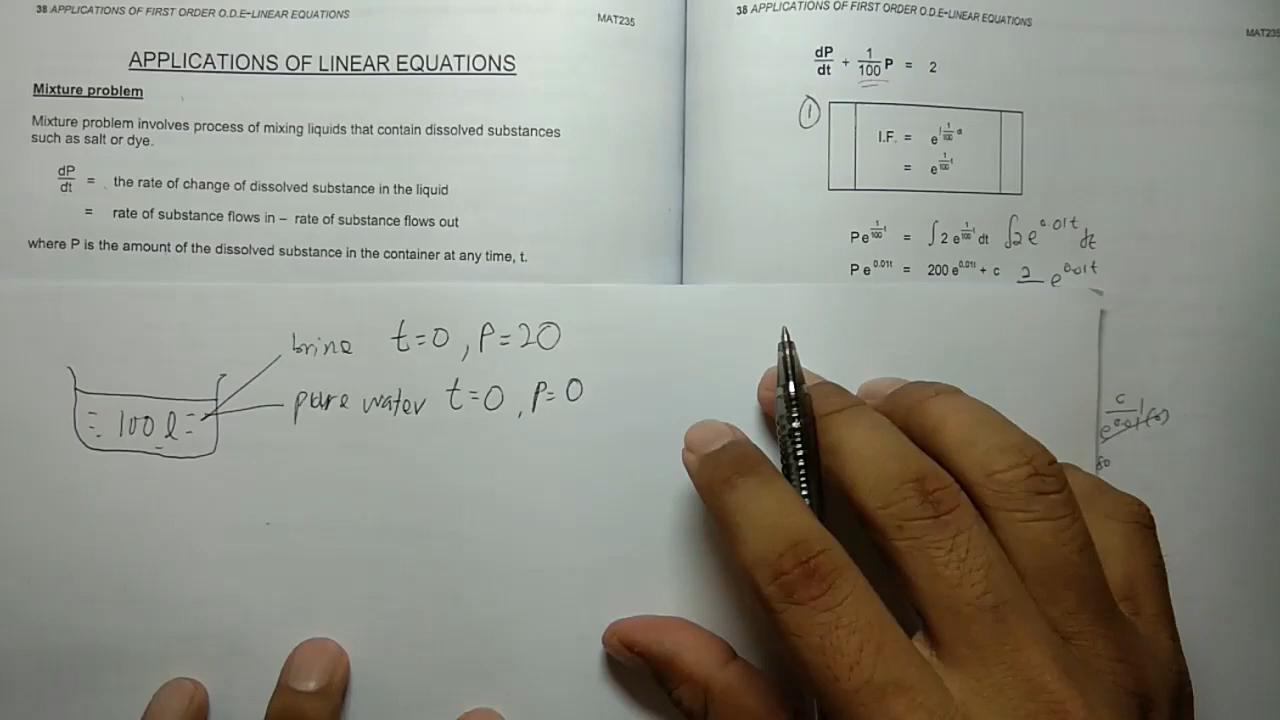 38 APPLICATIONS OF FIRST ORDER O.D.E-LINEAR EQUATIONS
MAT235
APPLICATIONS OF LINEAR EQUATIONS
Mixture problem
Mixture problem involves process of mixing liquids that contain dissolved substances
such as salt or dye.
dP/dt = the rate of change of dissolved substance in the liquid
= rate of substance flows in – rate of substance flows out
where P is the amount of the dissolved substance in the container at any time, t.
brine t=0, P=20
pure water t=0, P=0
100 l
38 APPLICATIONS OF FIRST ORDER O.D.E-LINEAR EQUATIONS
MAT235
dP/dt + 1/100 P = 2
1
I.F. = e^∫1/100 dt
= e^1/100 t
P e^1/100 t = ∫ 2 e^1/100 t dt ∫2 e^0.01t dt
P e^0.01t = 200 e^0.01t + c 2 e^0.01t
c